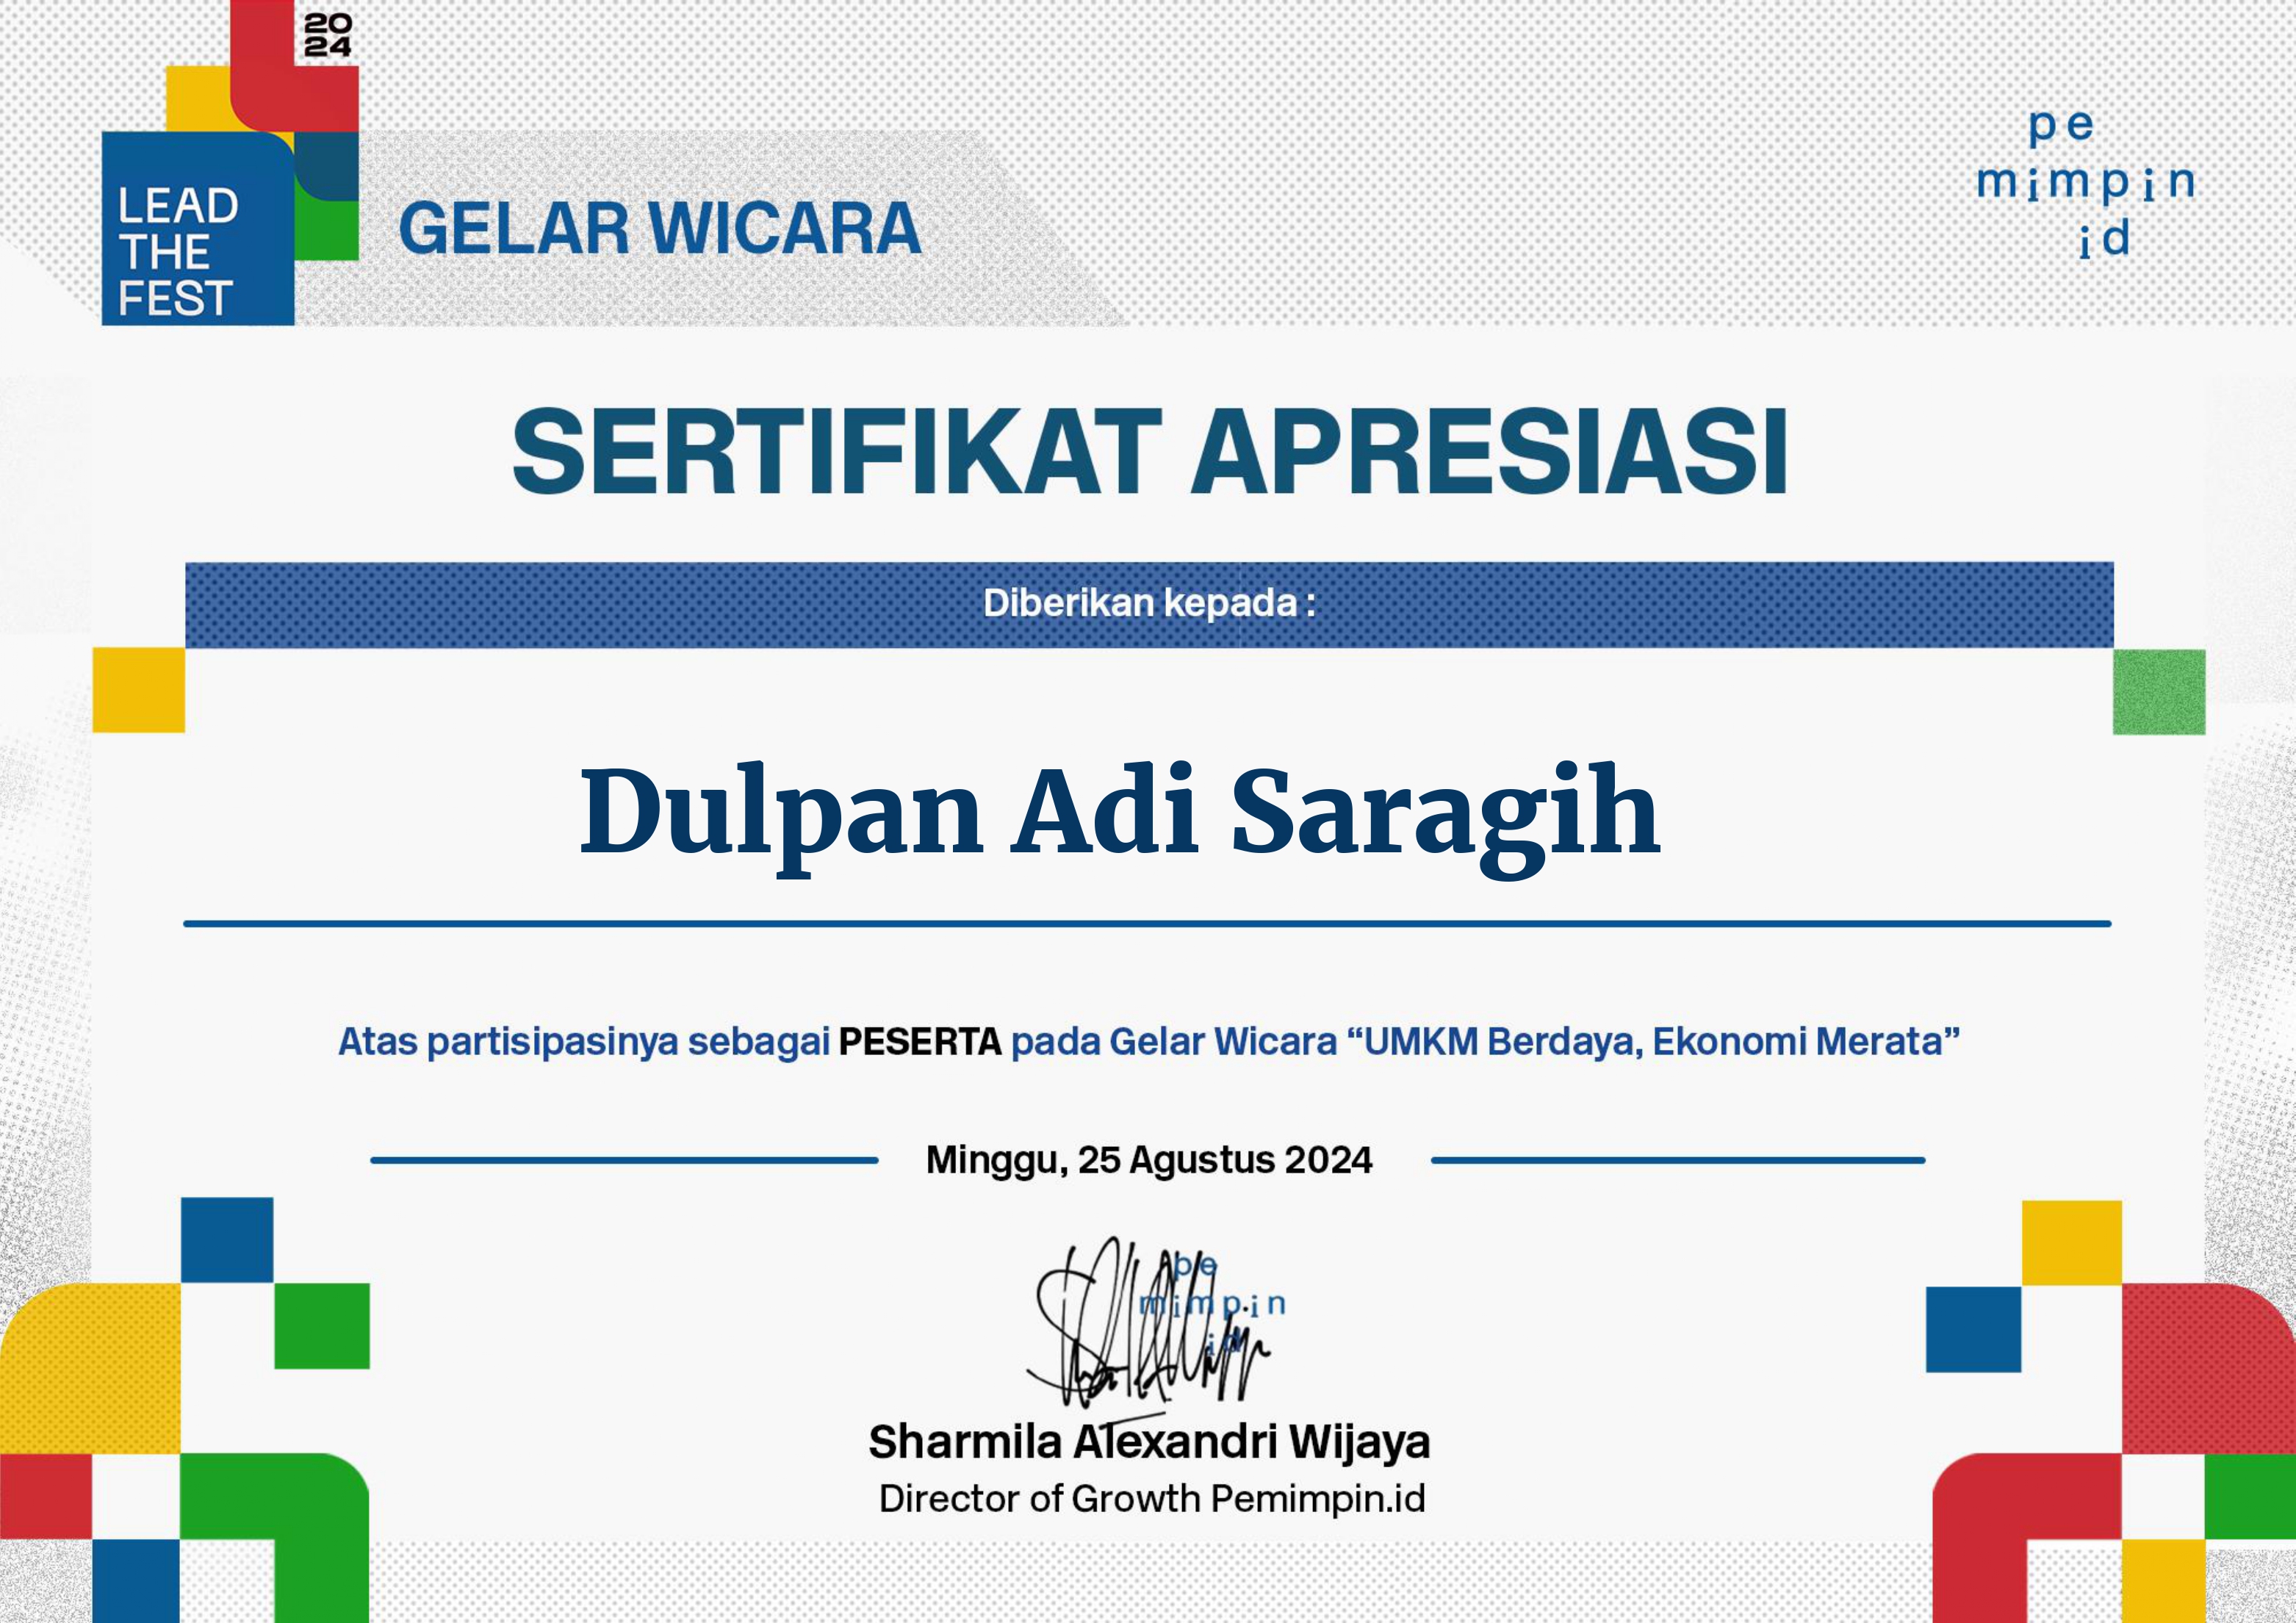 20
24
LEAD
THE
FEST
GELAR WICARA
pe
mimpin
id
SERTIFIKAT APRESIASI
Diberikan kepada :
Dulpan Adi Saragih
Atas partisipasinya sebagai PESERTA pada Gelar Wicara “UMKM Berdaya, Ekonomi Merata”
Minggu, 25 Agustus 2024
pe
mimpin
id
Sharmila Alexandri Wijaya
Director of Growth Pemimpin.id